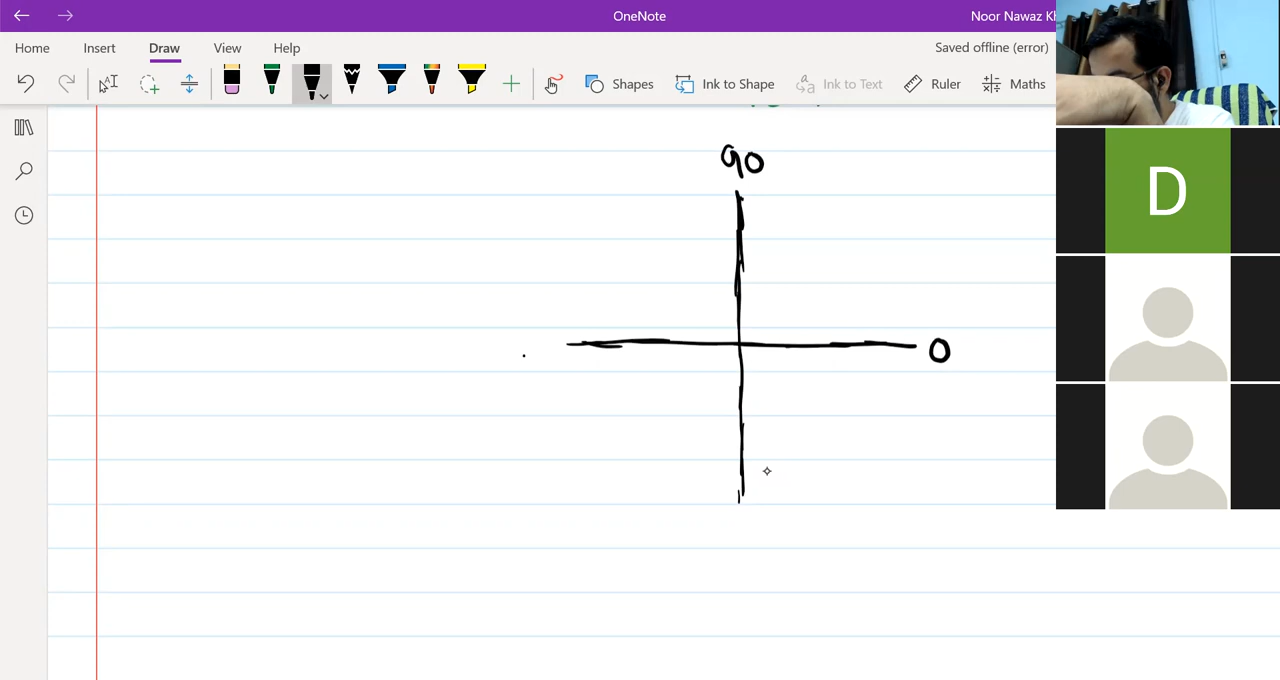 OneNote
Noor Nawaz Kh
Home Insert Draw View Help
Saved offline (error)
Shapes Ink to Shape Ink to Text Ruler Maths
90
0
D